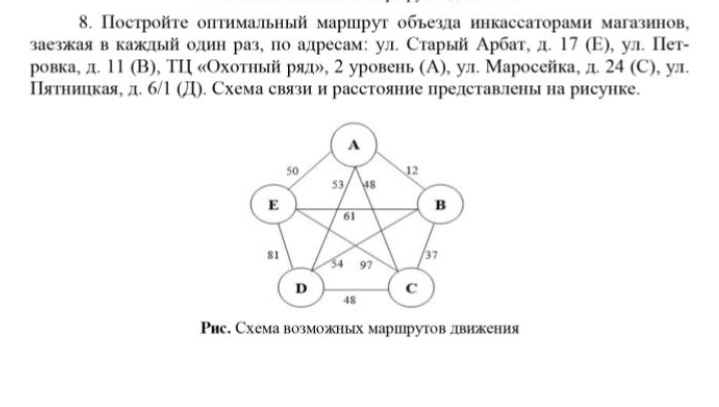 8. Постройте оптимальный маршрут объезда инкассаторами магазинов,
заезжая в каждый один раз, по адресам: ул. Старый Арбат, д. 17 (Е), ул. Пет-
ровка, д. 11 (В), ТЦ «Охотный ряд», 2 уровень (А), ул. Маросейка, д. 24 (С), ул.
Пятницкая, д. 6/1 (Д). Схема связи и расстояние представлены на рисунке.
A
50
12
53
48
E
B
61
81
37
54
97
D
C
48
Рис. Схема возможных маршрутов движения